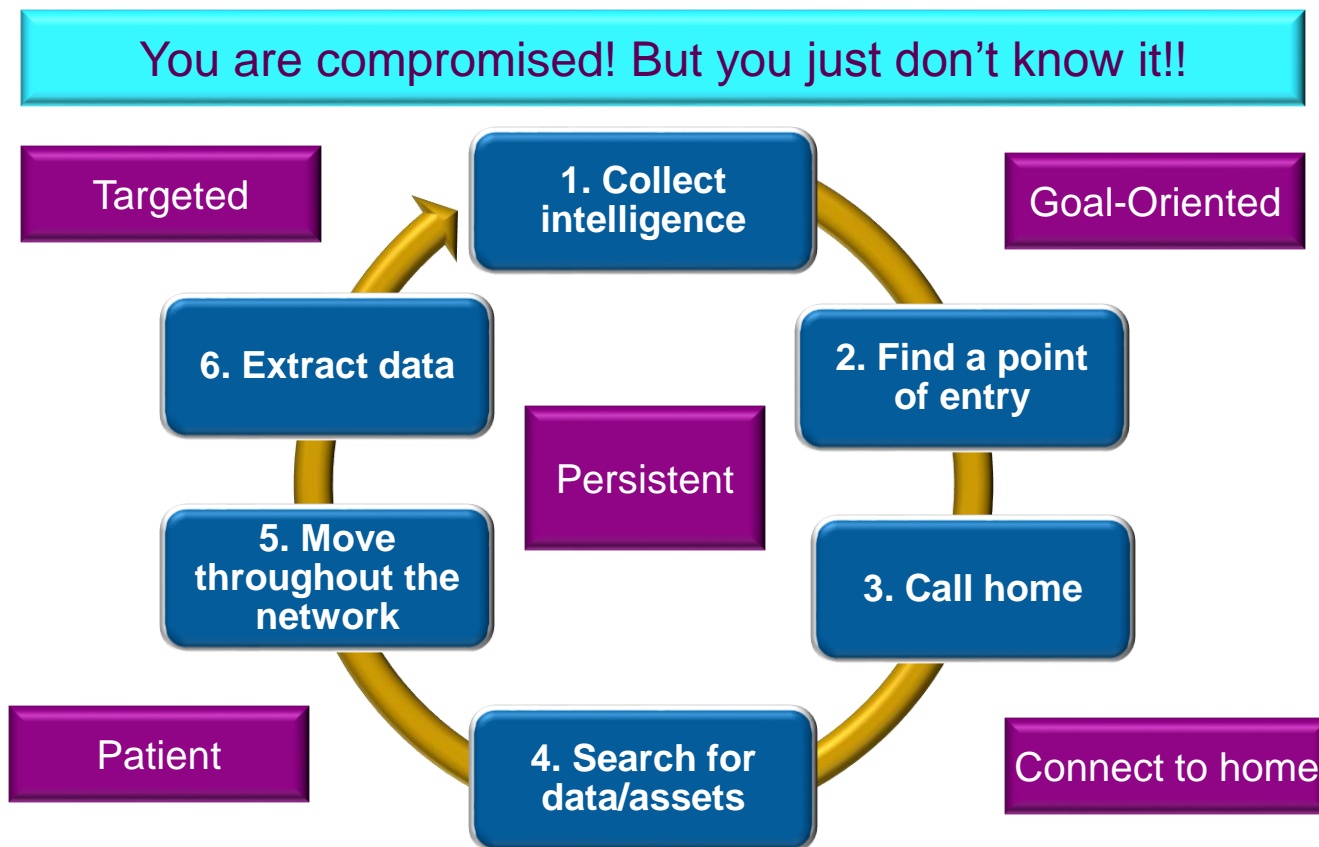 You are compromised! But you just don’t know it!!
Targeted
1. Collect
intelligence
Goal-Oriented
6. Extract data
2. Find a point
of entry
Persistent
5. Move
throughout the
network
3. Call home
Patient
4. Search for
data/assets
Connect to home